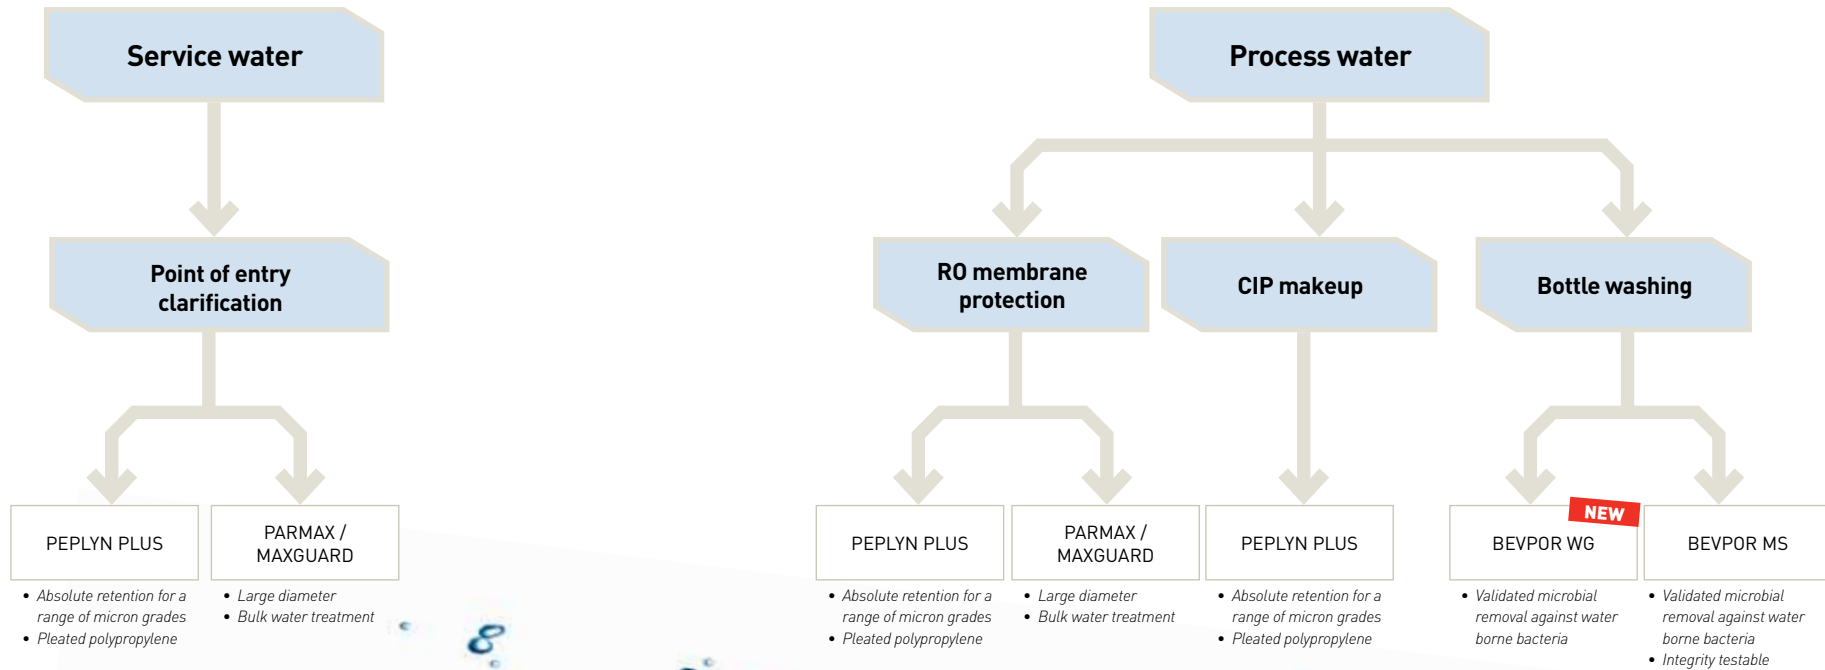 Service water
Process water
Point of entry
clarification
RO membrane
protection
CIP makeup
Bottle washing
PEPLYN PLUS
• Absolute retention for a
range of micron grades
• Pleated polypropylene
PARMAX /
MAXGUARD
• Large diameter
• Bulk water treatment
PEPLYN PLUS
• Absolute retention for a
range of micron grades
• Pleated polypropylene
PARMAX /
MAXGUARD
• Large diameter
• Bulk water treatment
PEPLYN PLUS
• Absolute retention for a
range of micron grades
• Pleated polypropylene
NEW
BEVPOR WG
• Validated microbial
removal against water
borne bacteria
BEVPOR MS
• Validated microbial
removal against water
borne bacteria
• Integrity testable